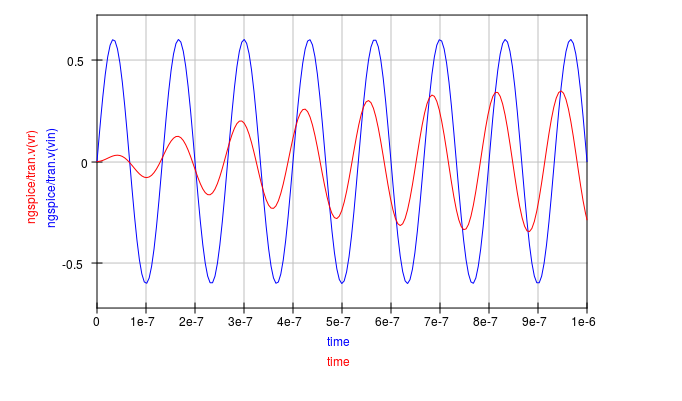 ngspice/tran.v(vr)
ngspice/tran.v(vin)
0.5
0
-0.5
0 1e-7 2e-7 3e-7 4e-7 5e-7 6e-7 7e-7 8e-7 9e-7 1e-6
time
time